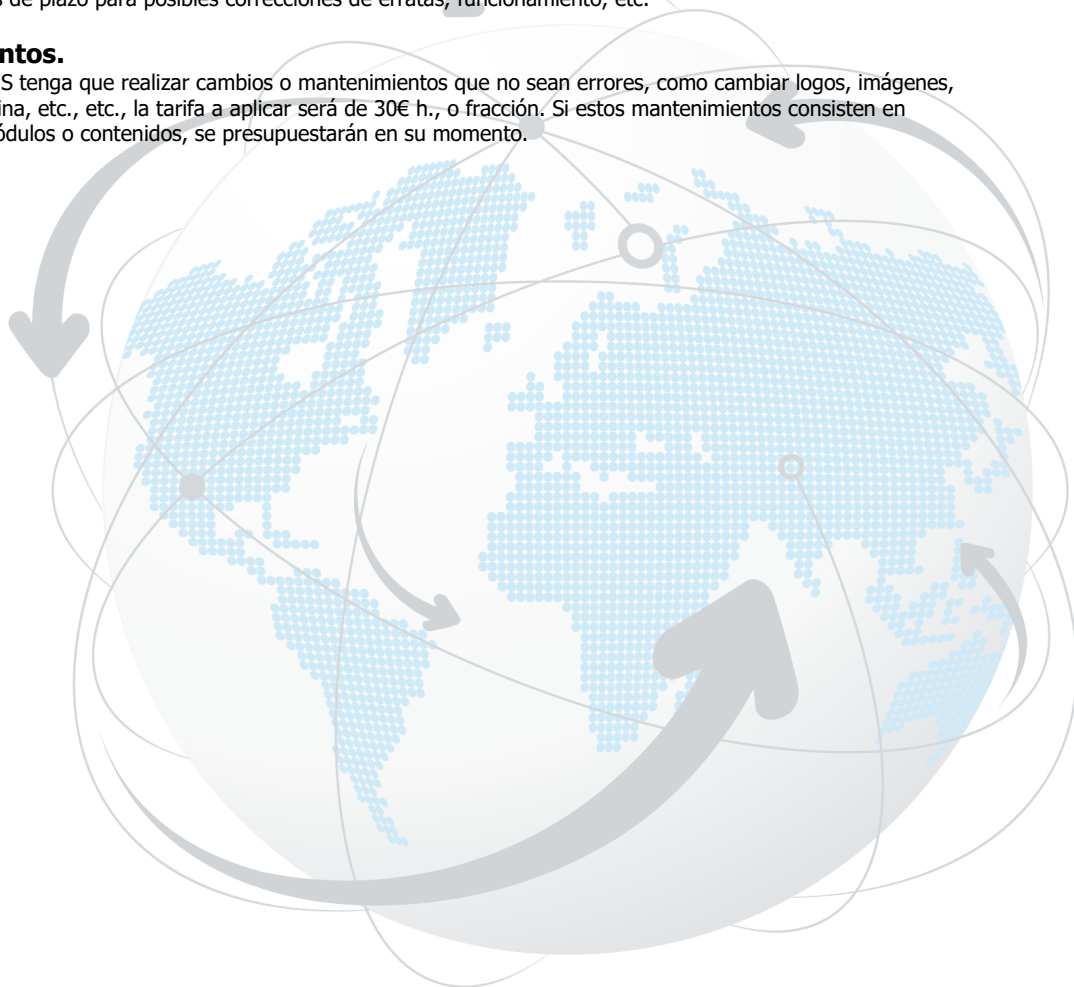 de plazo para posibles correcciones de erratas, funcionamiento, etc.
ntos.
S tenga que realizar cambios o mantenimientos que no sean errores, como cambiar logos, imágenes,
ina, etc., etc., la tarifa a aplicar será de 30€ h., o fracción. Si estos mantenimientos consisten en
ódulos o contenidos, se presupuestarán en su momento.